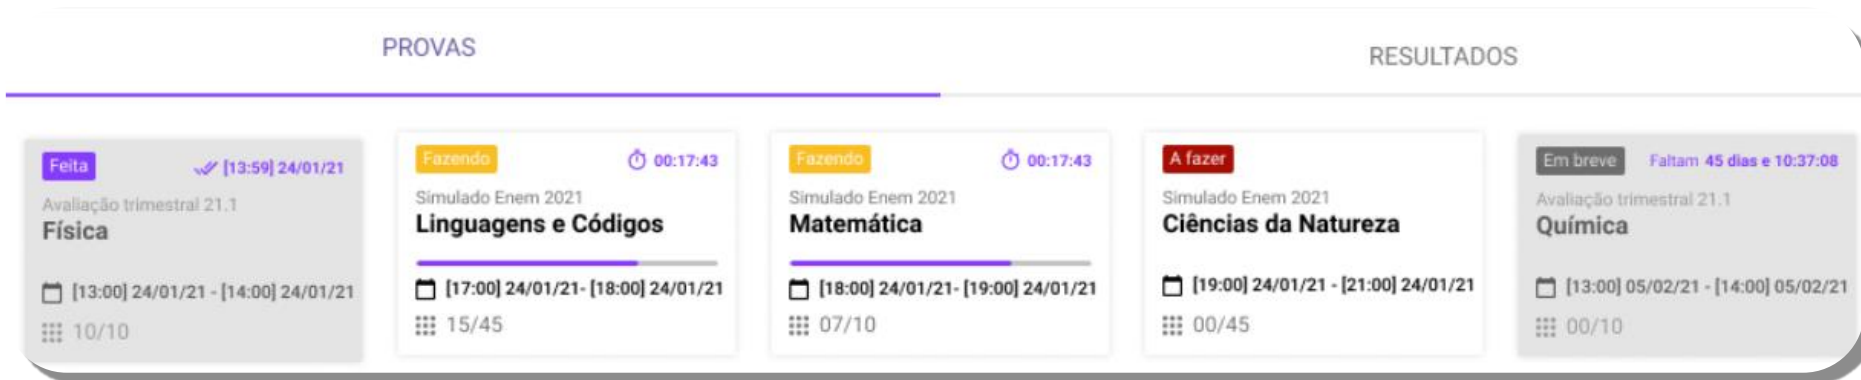 PROVAS
RESULTADOS
Feita
[13:59] 24/01/21
Avaliação trimestral 21.1
Física
[13:00] 24/01/21 - [14:00] 24/01/21
10/10
Fazendo
00:17:43
Simulado Enem 2021
Linguagens e Códigos
[17:00] 24/01/21- [18:00] 24/01/21
15/45
Fazendo
00:17:43
Simulado Enem 2021
Matemática
[18:00] 24/01/21- [19:00] 24/01/21
07/10
A fazer
Simulado Enem 2021
Ciências da Natureza
[19:00] 24/01/21 - [21:00] 24/01/21
00/45
Em breve
Faltam 45 dias e 10:37:08
Avaliação trimestral 21.1
Química
[13:00] 05/02/21 - [14:00] 05/02/21
00/10